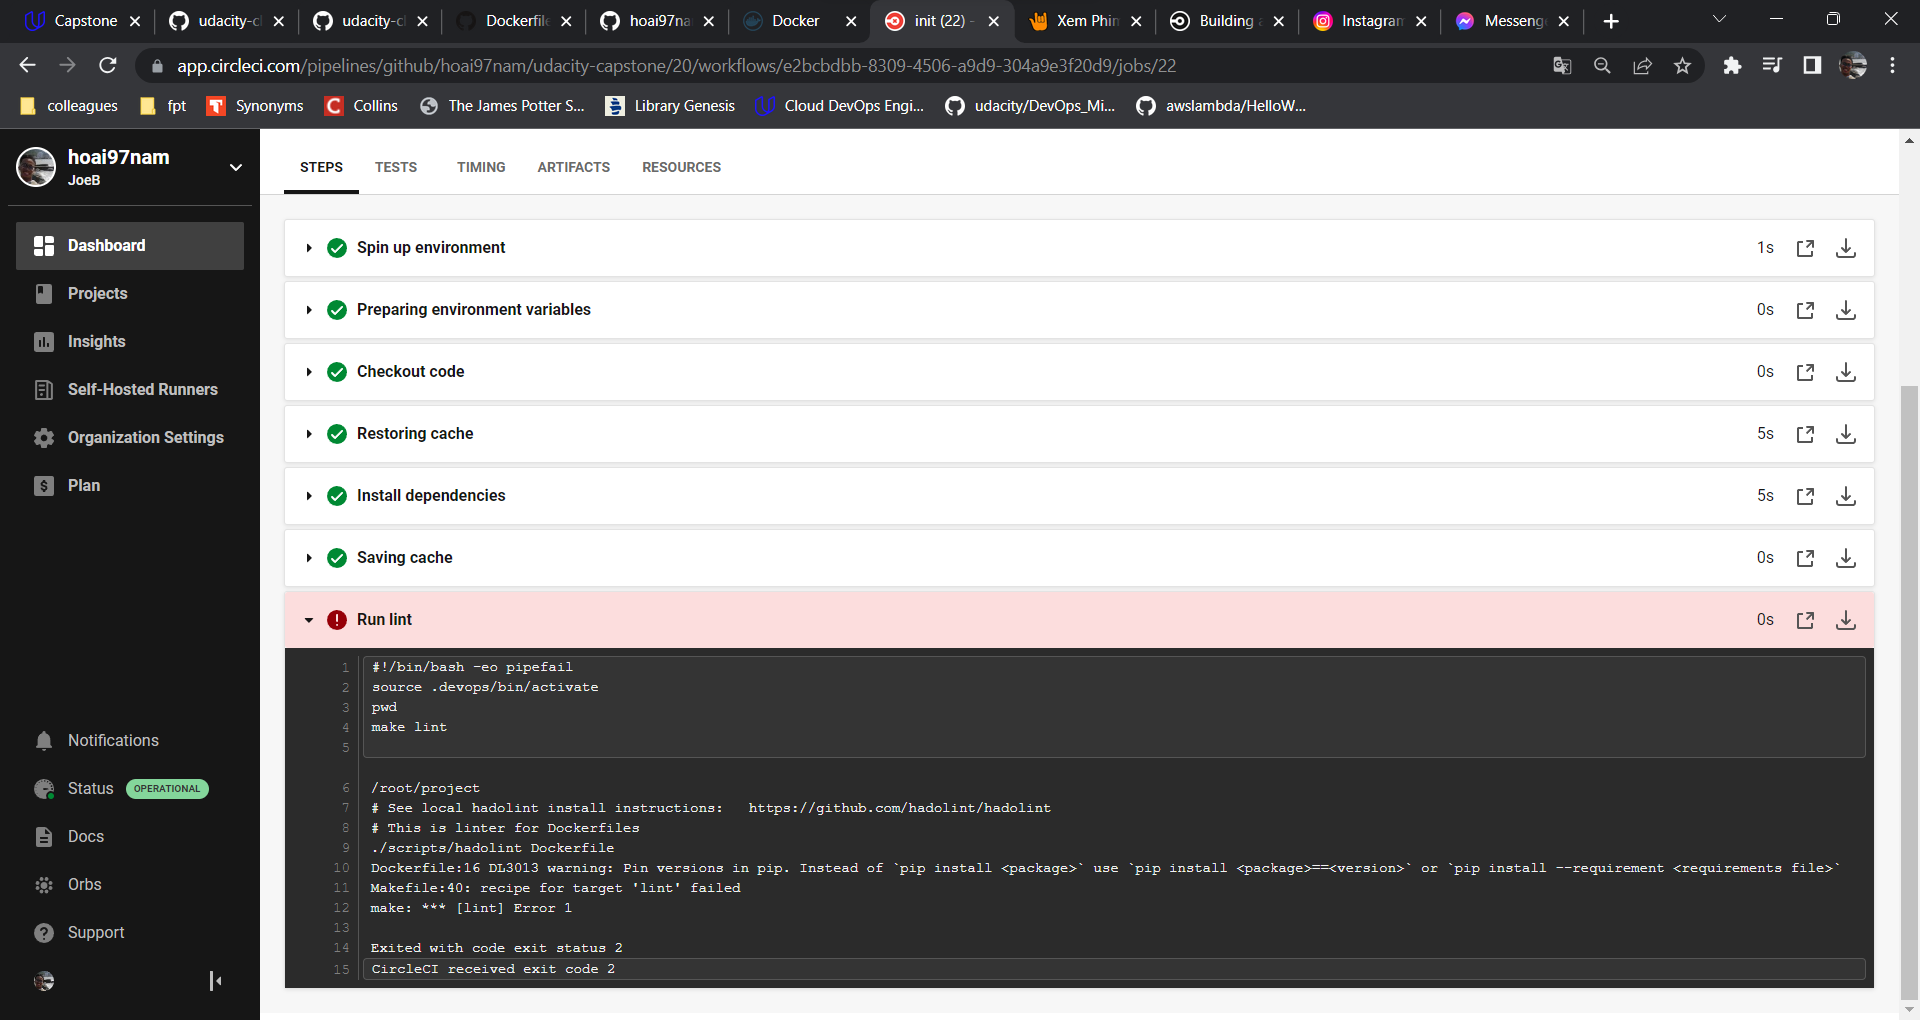 Capstone
udacity-cl
udacity-cl
Dockerfile
hoai97na
Docker
init (22) -
Xem Phim
Building a
Instagram
Messenge
app.circleci.com/pipelines/github/hoai97nam/udacity-capstone/20/workflows/e2bcbdbb-8309-4506-a9d9-304a9e3f20d9/jobs/22
colleagues
fpt
Synonyms
Collins
The James Potter S...
Library Genesis
Cloud DevOps Engi...
udacity/DevOps_Mi...
awslambda/HelloW...
hoai97nam
JoeB
Dashboard
Projects
Insights
Self-Hosted Runners
Organization Settings
Plan
Notifications
Status OPERATIONAL
Docs
Orbs
Support
STEPS TESTS TIMING ARTIFACTS RESOURCES
Spin up environment 1s
Preparing environment variables 0s
Checkout code 0s
Restoring cache 5s
Install dependencies 5s
Saving cache 0s
Run lint 0s
1 #!/bin/bash -eo pipefail
2 source .devops/bin/activate
3 pwd
4 make lint
5
6 /root/project
7 # See local hadolint install instructions:   https://github.com/hadolint/hadolint
8 # This is linter for Dockerfiles
9 ./scripts/hadolint Dockerfile
10 Dockerfile:16 DL3013 warning: Pin versions in pip. Instead of `pip install <package>` use `pip install <package>==<version>` or `pip install --requirement <requirements file>`
11 Makefile:40: recipe for target 'lint' failed
12 make: *** [lint] Error 1
13
14 Exited with code exit status 2
15 CircleCI received exit code 2